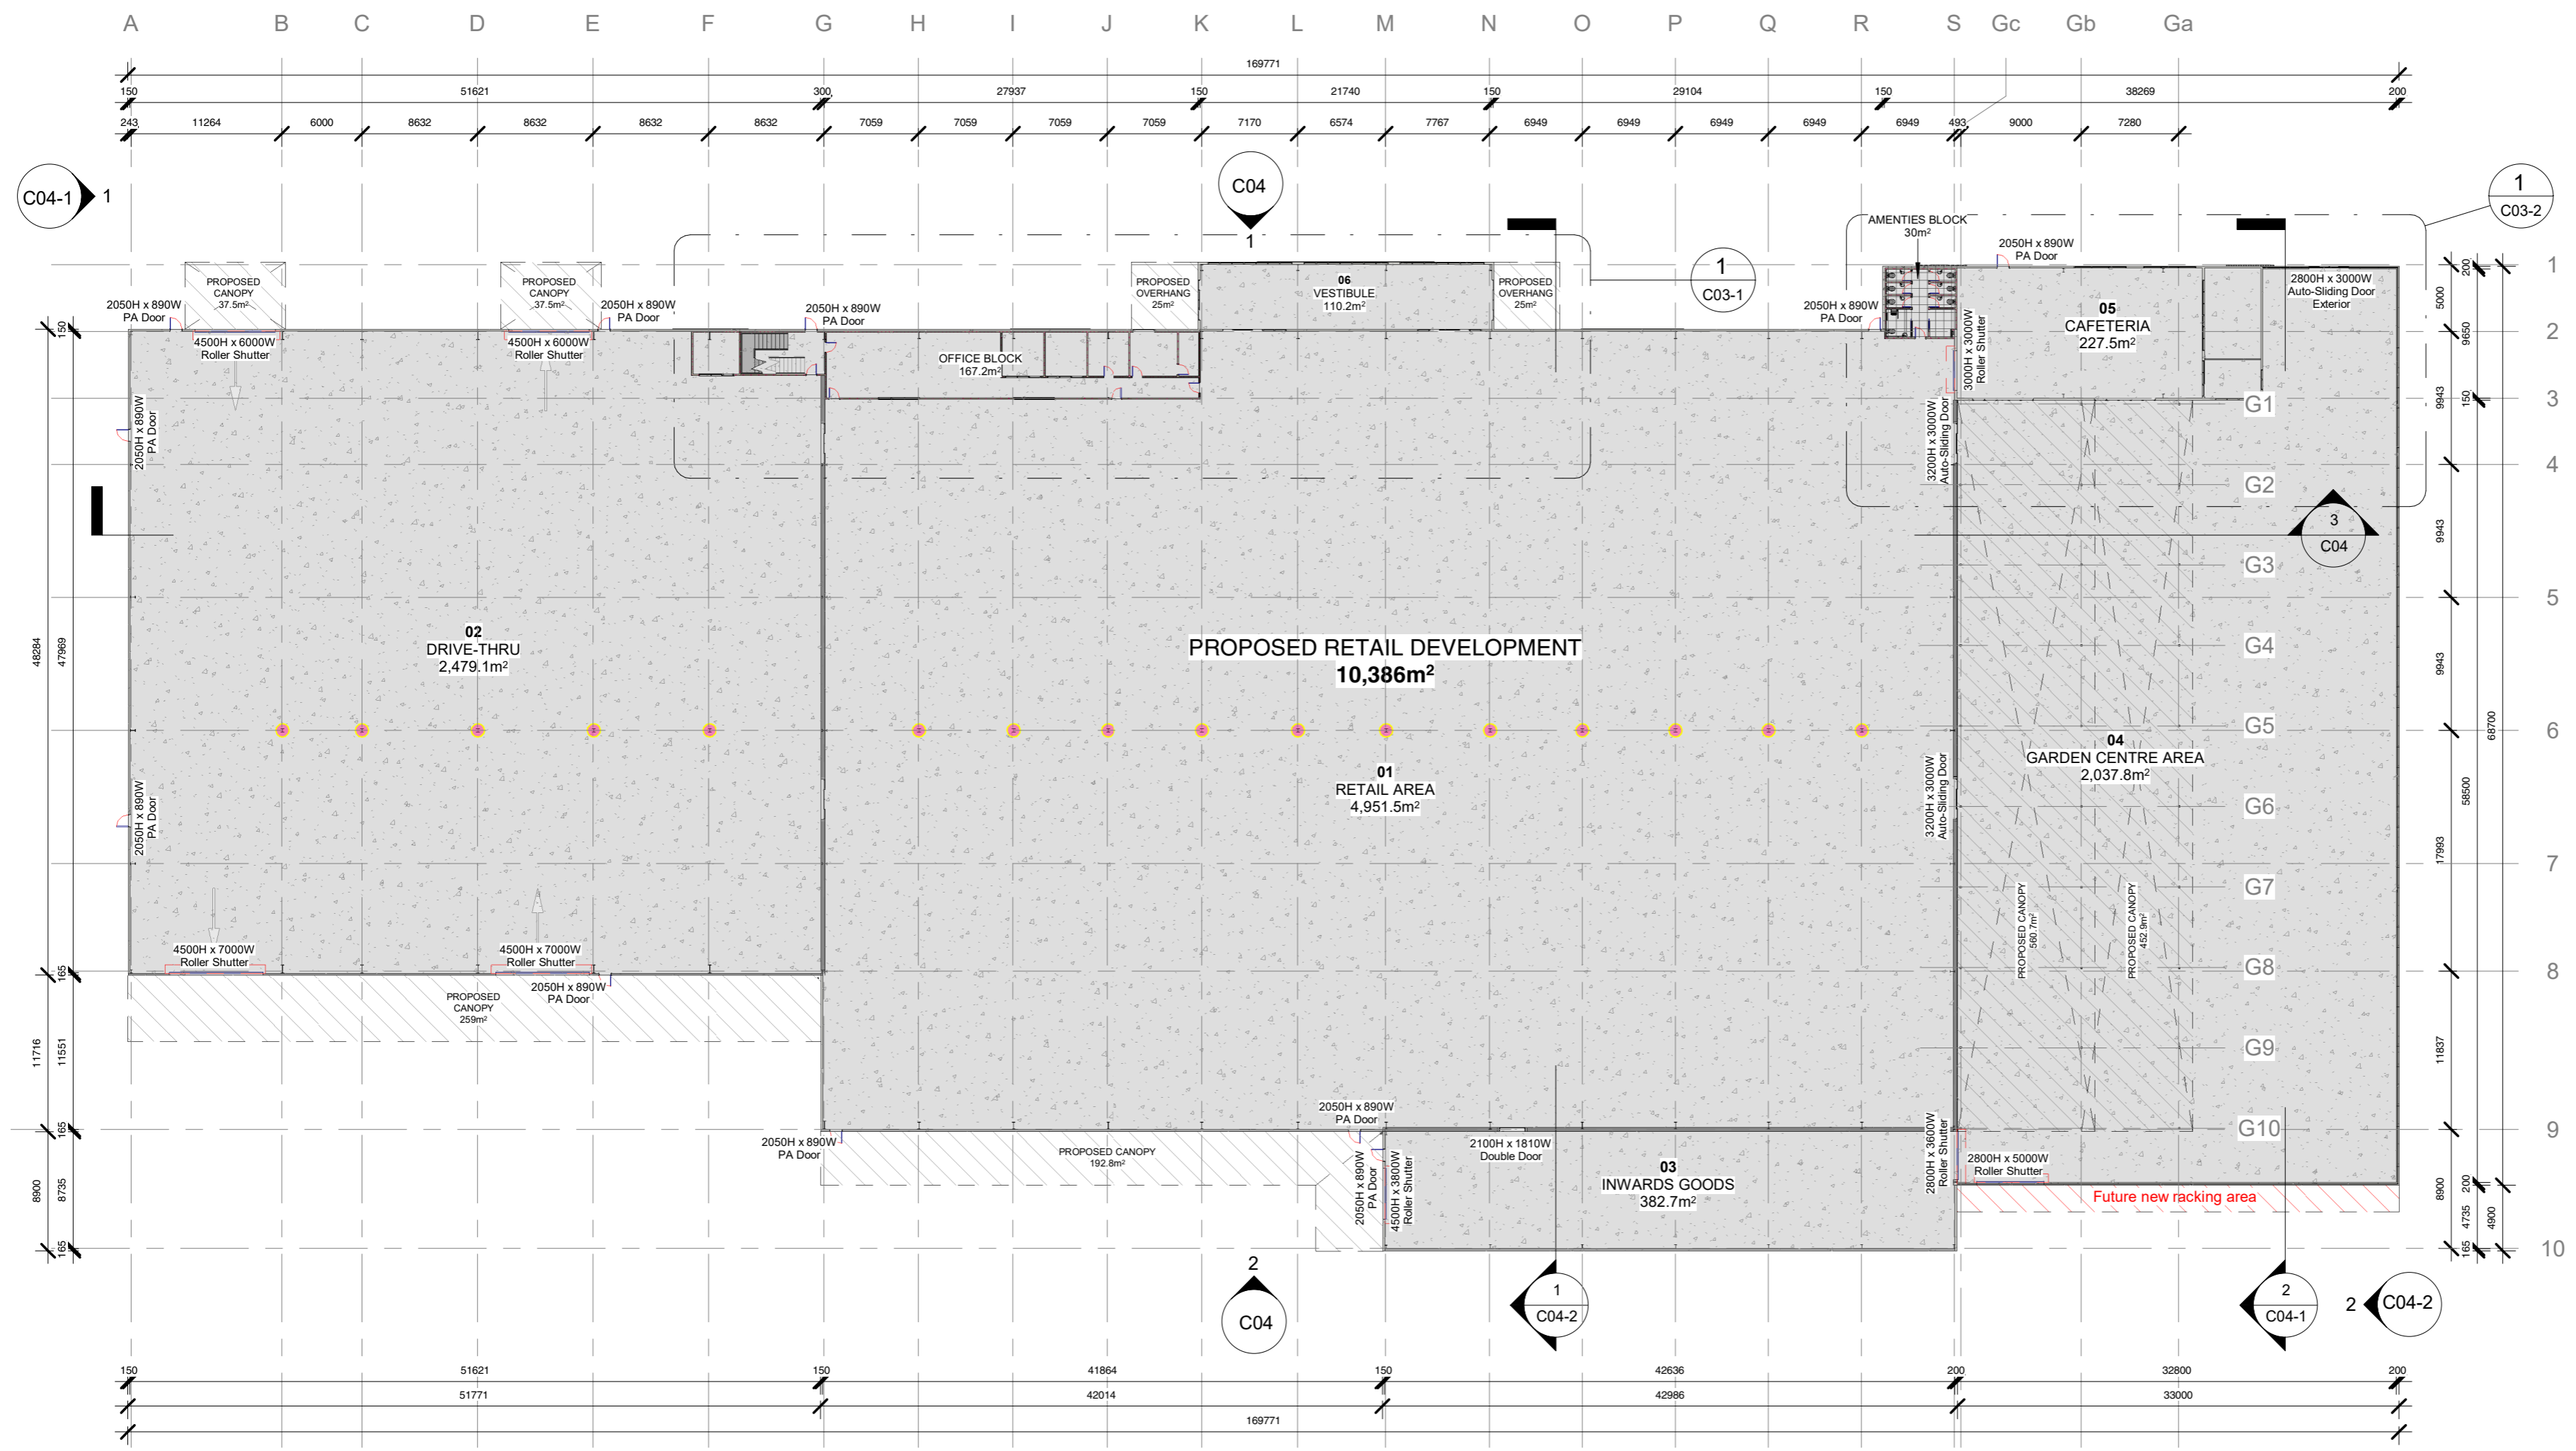 A B C D E F G H I J K L M N O P Q R S Gc Gb Ga
169771
150 51621 300 27937 150 21740 150 29104 150 38269 200
243 11264 6000 8632 8632 8632 8632 7059 7059 7059 7059 7170 6574 7767 6949 6949 6949 6949 6949 493 9000 7280
C04-1 1
C04
1
1
C03-2
1
C03-1
AMENTIES BLOCK
30m²
2050H x 890W
PA Door
PROPOSED
CANOPY
37.5m²
PROPOSED
CANOPY
37.5m²
2050H x 890W
PA Door
2050H x 890W
PA Door
2050H x 890W
PA Door
PROPOSED
OVERHANG
25m²
06
VESTIBULE
110.2m²
PROPOSED
OVERHANG
25m²
2050H x 890W
PA Door
2800H x 3000W
Auto-Sliding Door
Exterior
05
CAFETERIA
227.5m²
4500H x 6000W
Roller Shutter
4500H x 6000W
Roller Shutter
OFFICE BLOCK
167.2m²
3000H x 3000W
Roller Shutter
3200H x 3000W
Auto-Sliding Door
2050H x 890W
PA Door
1
2
3
4
5
6
7
8
9
10
G1
G2
G3
G4
G5
G6
G7
G8
G9
G10
3
C04
02
DRIVE-THRU
2,479.1m²
PROPOSED RETAIL DEVELOPMENT
10,386m²
01
RETAIL AREA
4,951.5m²
04
GARDEN CENTRE AREA
2,037.8m²
2050H x 890W
PA Door
3200H x 3000W
Auto-Sliding Door
PROPOSED CANOPY
560.7m²
PROPOSED CANOPY
452.9m²
4500H x 7000W
Roller Shutter
4500H x 7000W
Roller Shutter
2050H x 890W
PA Door
PROPOSED
CANOPY
259m²
2050H x 890W
PA Door
2050H x 890W
PA Door
PROPOSED CANOPY
192.8m²
2050H x 890W
PA Door
4500H x 3800W
Roller Shutter
2100H x 1810W
Double Door
03
INWARDS GOODS
382.7m²
2800H x 3600W
Roller Shutter
2800H x 5000W
Roller Shutter
Future new racking area
150
48284
47969
165
11716
11551
165
8900
8735
165
200
5000
9650
9943
150
9943
9943
68700
58500
17993
11837
200
8900
4735
4900
165
2
C04
1
C04-2
2
C04-1
2 C04-2
150 51621 150 41864 150 42636 200 32800 200
51771 42014 42986 33000
169771